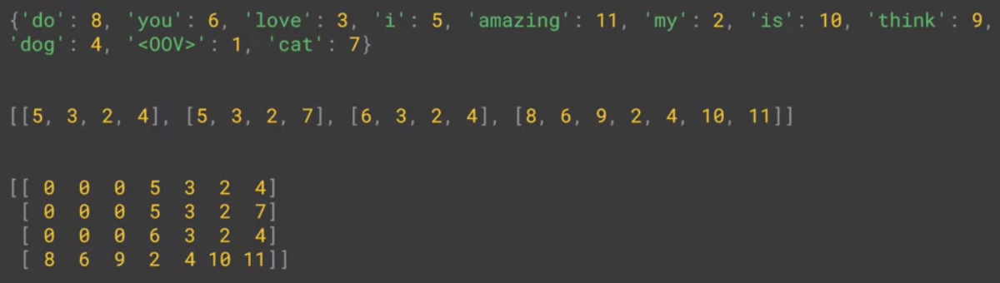 {'do': 8, 'you': 6, 'love': 3, 'i': 5, 'amazing': 11, 'my': 2, 'is': 10, 'think': 9,
'dog': 4, '<OOV>': 1, 'cat': 7}
[[5, 3, 2, 4], [5, 3, 2, 7], [6, 3, 2, 4], [8, 6, 9, 2, 4, 10, 11]]
[[ 0 0 0 5 3 2 4]
[ 0 0 0 5 3 2 7]
[ 0 0 0 6 3 2 4]
[ 8 6 9 2 4 10 11]]